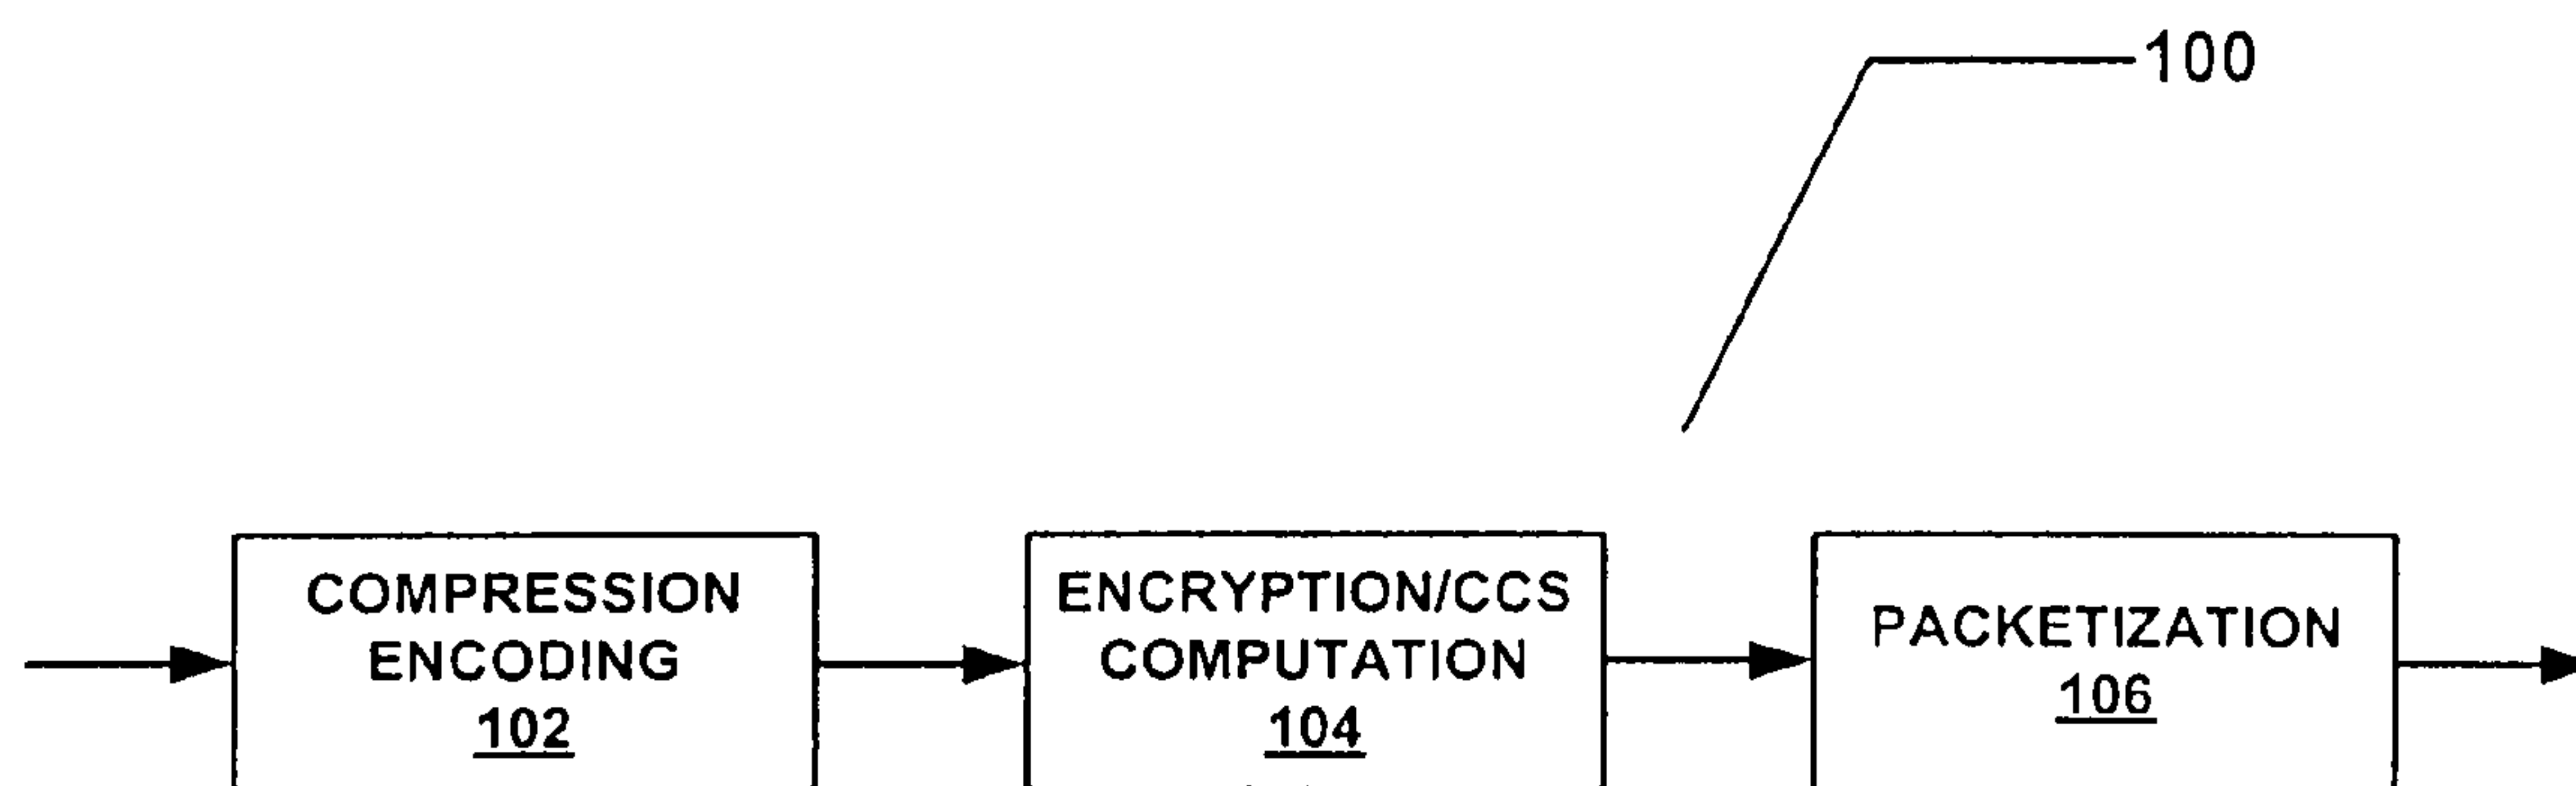 100
COMPRESSION
ENCODING
102
ENCRYPTION/CCS
COMPUTATION
104
PACKETIZATION
106